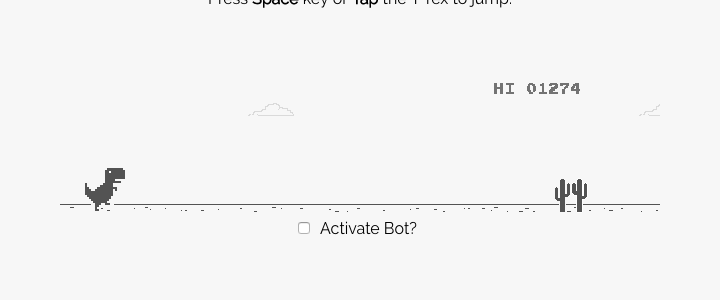 Press Space key or Tap the T-rex to jump.
HI 01274
Activate Bot?